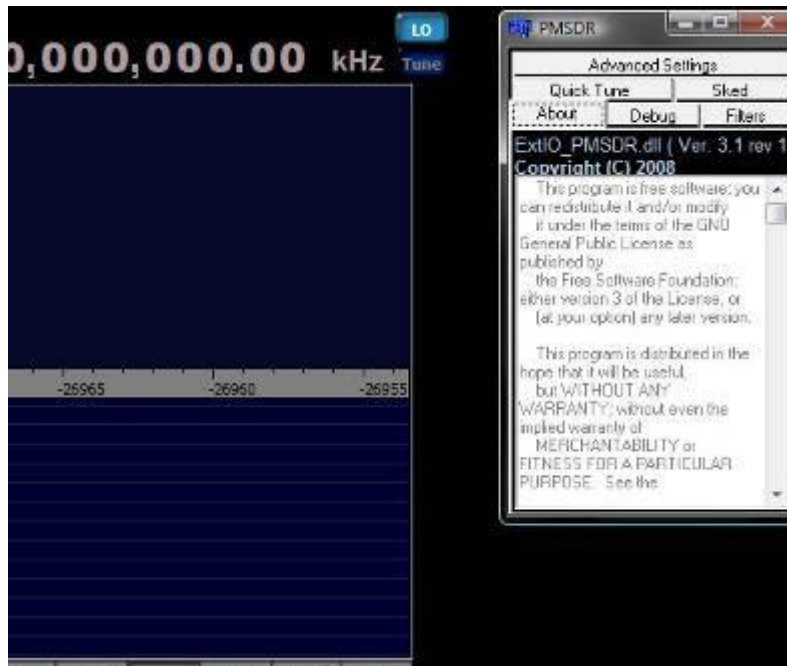 0,000,000.00 kHz
LO
Tune
-26965 -26960 -26955
PMSDR
Advanced Settings
Quick Tune Sked
About Debug Filters
ExtIO_PMSDR.dll ( Ver. 3.1 rev 1
Copyright (C) 2008
This program is free software: you
can redistribute it and/or modify
it under the terms of the GNU
General Public License as
published by
the Free Software Foundation;
either version 3 of the License, or
(at your option) any later version.
This program is distributed in the
hope that it will be useful,
but WITHOUT ANY
WARRANTY; without even the
implied warranty of
MERCHANTABILITY or
FITNESS FOR A PARTICULAR
PURPOSE. See the